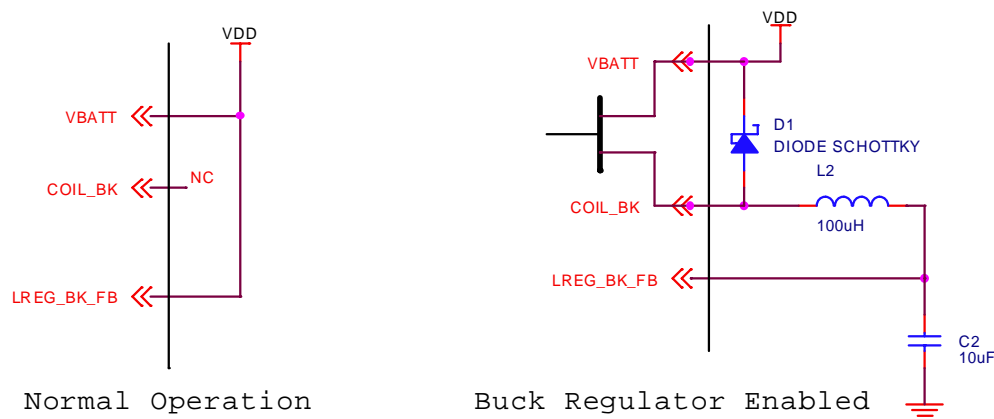 VDD
VBATT
COIL_BK
NC
LREG_BK_FB
Normal Operation
VDD
VBATT
D1
DIODE SCHOTTKY
L2
COIL_BK
100uH
LREG_BK_FB
C2
10uF
Buck Regulator Enabled